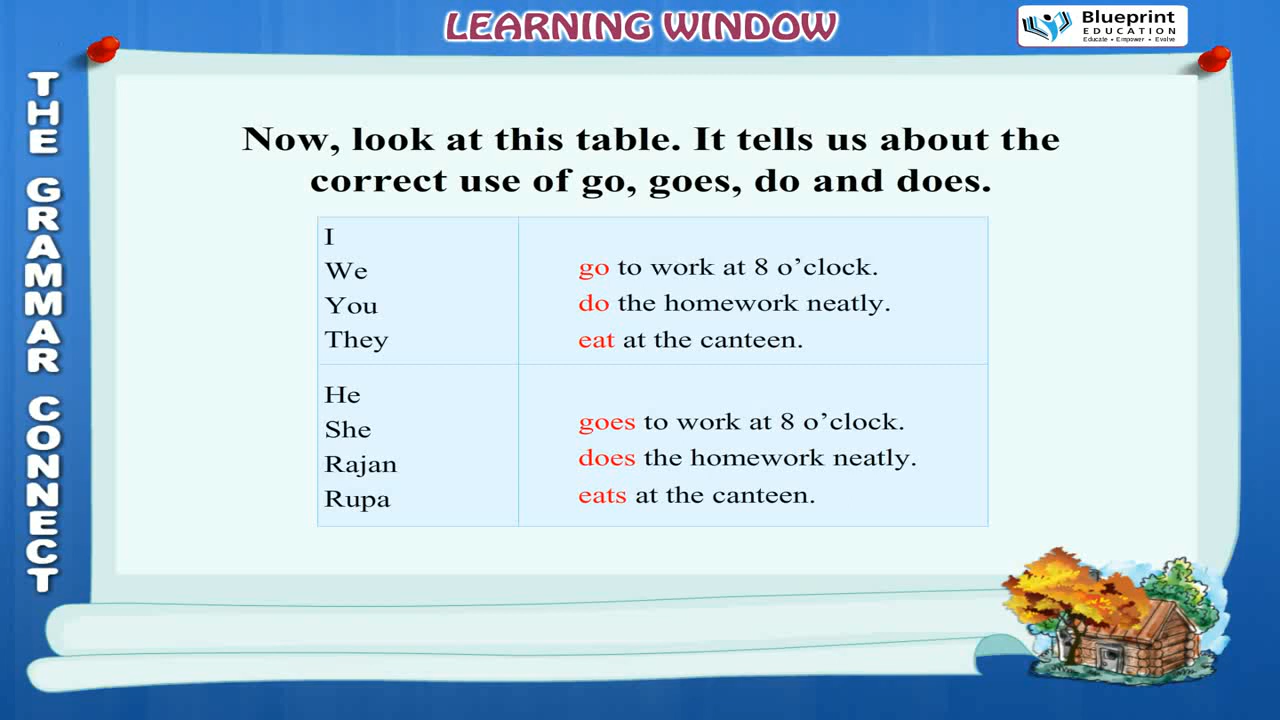 LEARNING WINDOW
Blueprint
EDUCATION
Educate • Empower • Evolve
THE GRAMMAR CONNECT
Now, look at this table. It tells us about the
correct use of go, goes, do and does.
I
We
You
They
go to work at 8 o’clock.
do the homework neatly.
eat at the canteen.
He
She
Rajan
Rupa
goes to work at 8 o’clock.
does the homework neatly.
eats at the canteen.